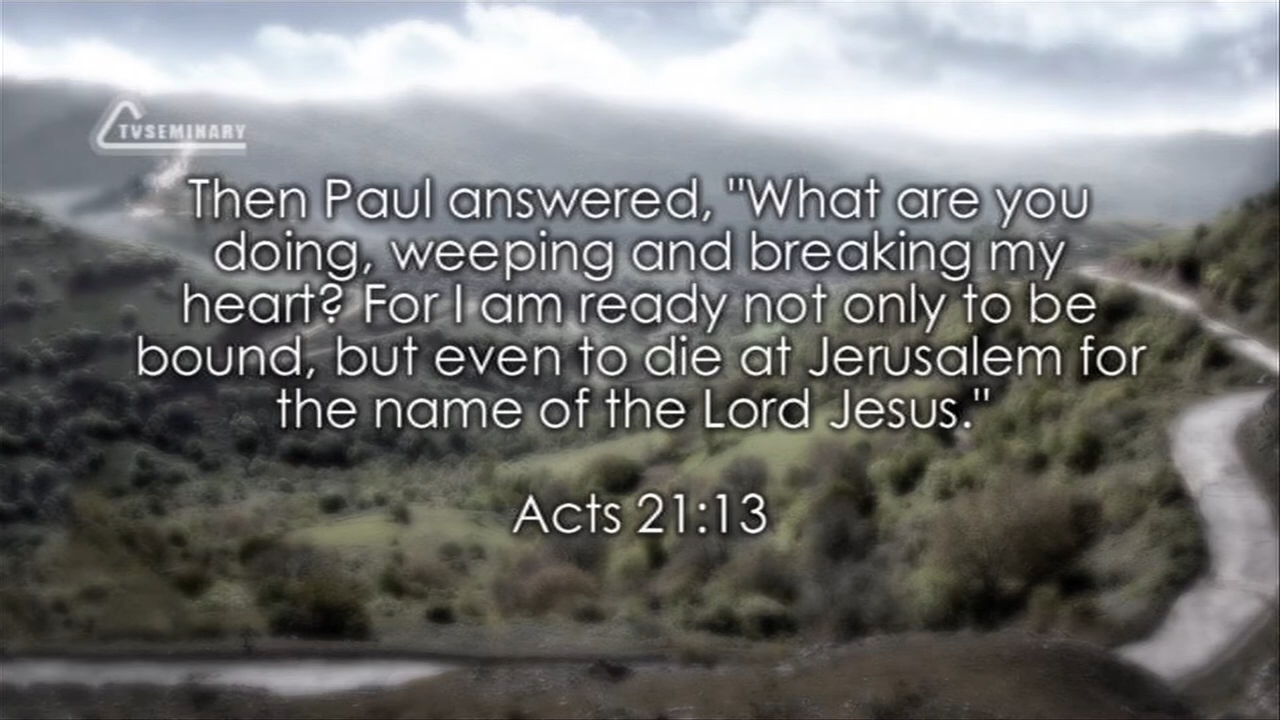 TVSEMINARY
Then Paul answered, "What are you
doing, weeping and breaking my
heart? For I am ready not only to be
bound, but even to die at Jerusalem for
the name of the Lord Jesus."
Acts 21:13